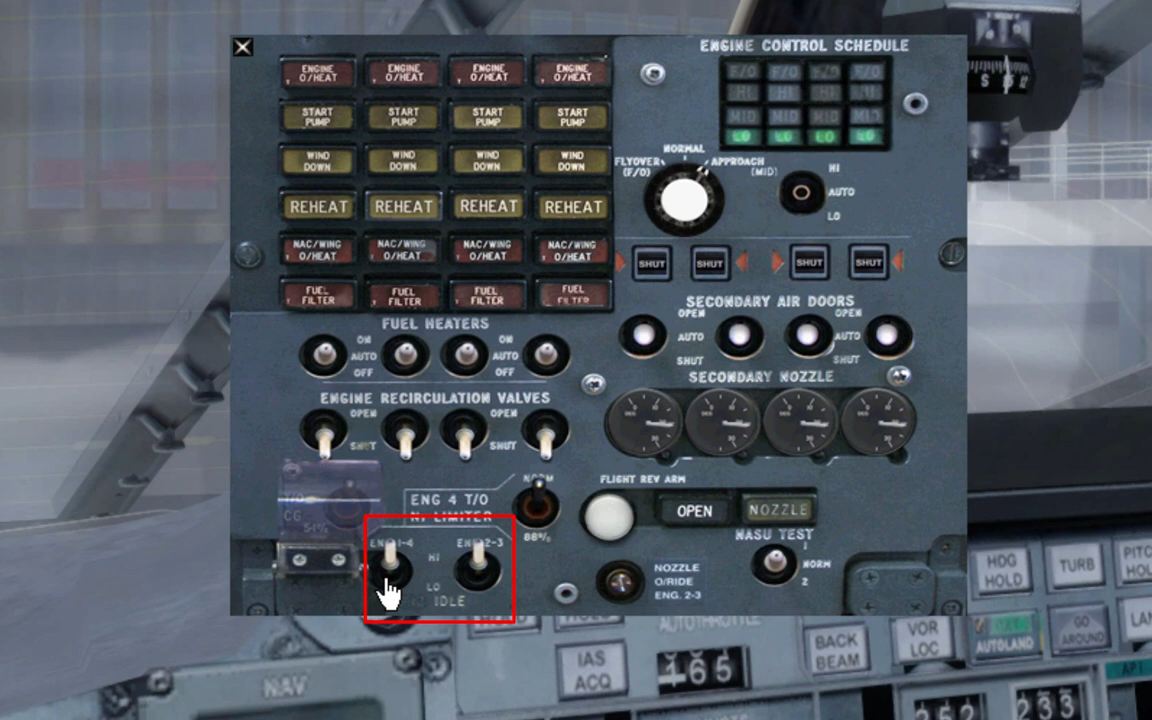 ENGINE CONTROL SCHEDULE
ENGINE O/HEAT ENGINE O/HEAT ENGINE O/HEAT ENGINE O/HEAT
F/O F/O F/O F/O
HI HI HI HI
MID MID MID MID
LO LO LO LO
START PUMP START PUMP START PUMP START PUMP
WIND DOWN WIND DOWN WIND DOWN WIND DOWN
NORMAL
FLYOVER (F/O)
APPROACH (MID)
HI
AUTO
LO
REHEAT REHEAT REHEAT REHEAT
NAC/WING O/HEAT NAC/WING O/HEAT NAC/WING O/HEAT NAC/WING O/HEAT
SHUT SHUT SHUT SHUT
FUEL FILTER FUEL FILTER FUEL FILTER FUEL FILTER
SECONDARY AIR DOORS
OPEN OPEN
AUTO AUTO
SHUT SHUT
FUEL HEATERS
ON ON
AUTO AUTO
OFF OFF
SECONDARY NOZZLE
ENGINE RECIRCULATION VALVES
OPEN OPEN
SHUT SHUT
T/O
CG
54%
ENG 4 T/O
N1 LIMITER
NORM
88%
FLIGHT REV ARM
OPEN NOZZLE
NASU TEST
1
NORM
2
ENG 1-4 ENG 2-3
HI
LO
IDLE
NOZZLE
O/RIDE
ENG. 2-3
S
HDG HOLD
TURB
AUTOTHROTTLE
IAS ACQ
465
BACK BEAM
VOR LOC
AUTOLAND
GO AROUND
NAV
252
233